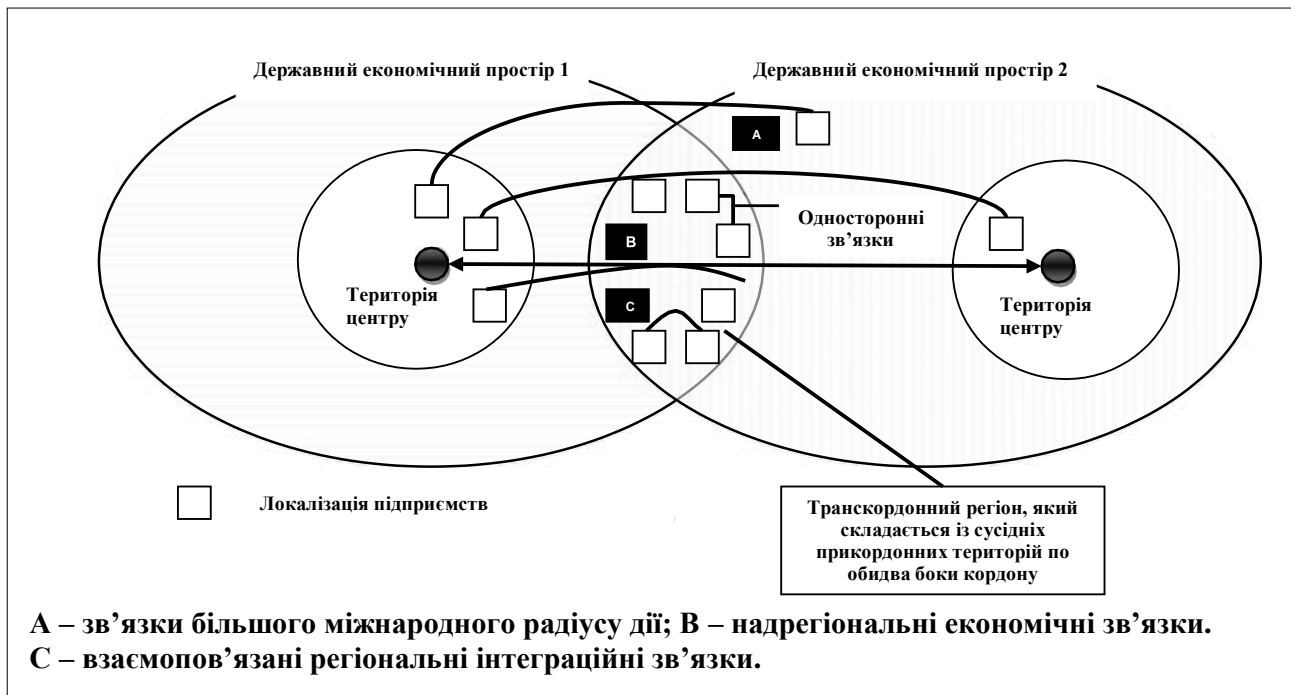 Державний економічний простір 1
Державний економічний простір 2
A
B
Односторонні
зв’язки
C
Територія
центру
Територія
центру
Локалізація підприємств
Транскордонний регіон, який
складається із сусідніх
прикордонних територій по
обидва боки кордону
А – зв’язки більшого міжнародного радіусу дії; В – надрегіональні економічні зв’язки.
С – взаємопов’язані регіональні інтеграційні зв’язки.